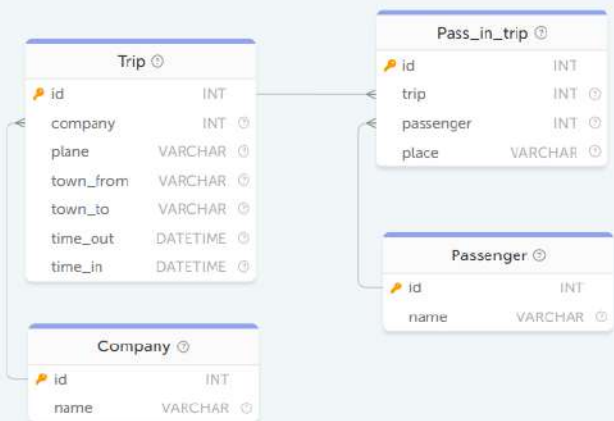 Trip
id INT
company INT
plane VARCHAR
town_from VARCHAR
town_to VARCHAR
time_out DATETIME
time_in DATETIME
Pass_in_trip
id INT
trip INT
passenger INT
place VARCHAR
Passenger
id INT
name VARCHAR
Company
id INT
name VARCHAR